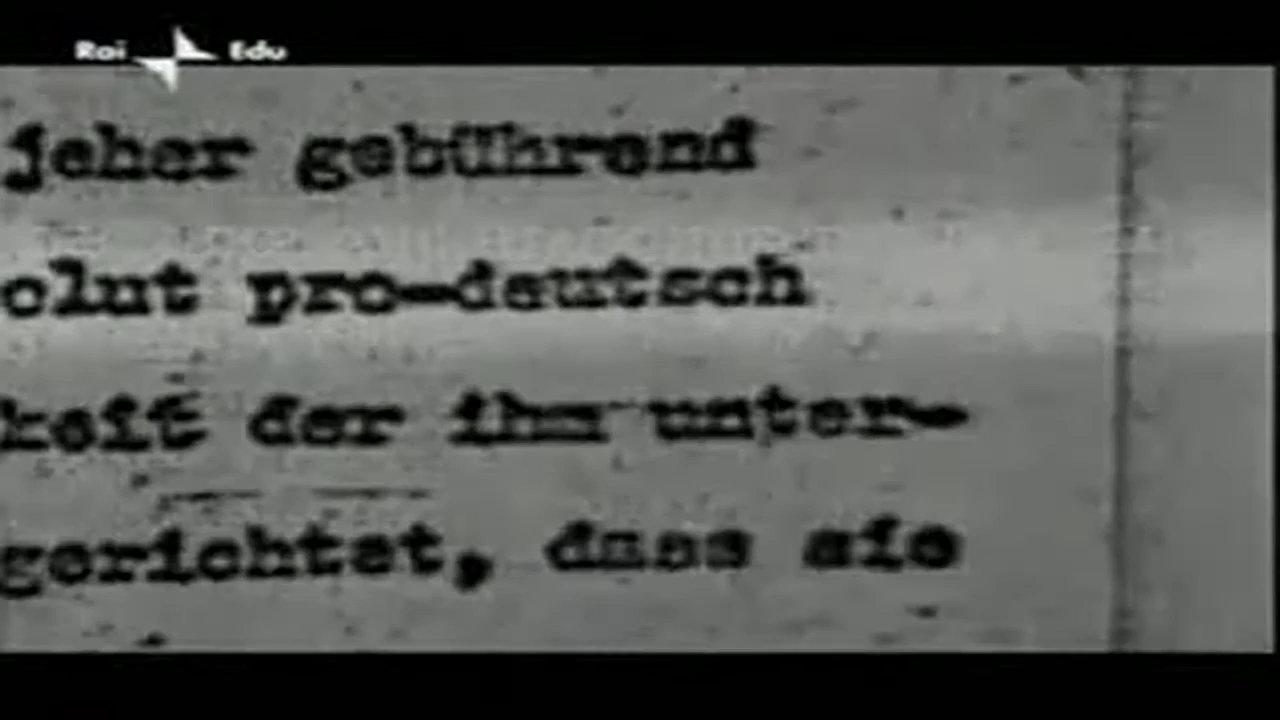 Rai Edu
jeher gebührend
olut pro-deutsch
keit der ihm unter-
gerichtet, dass sie